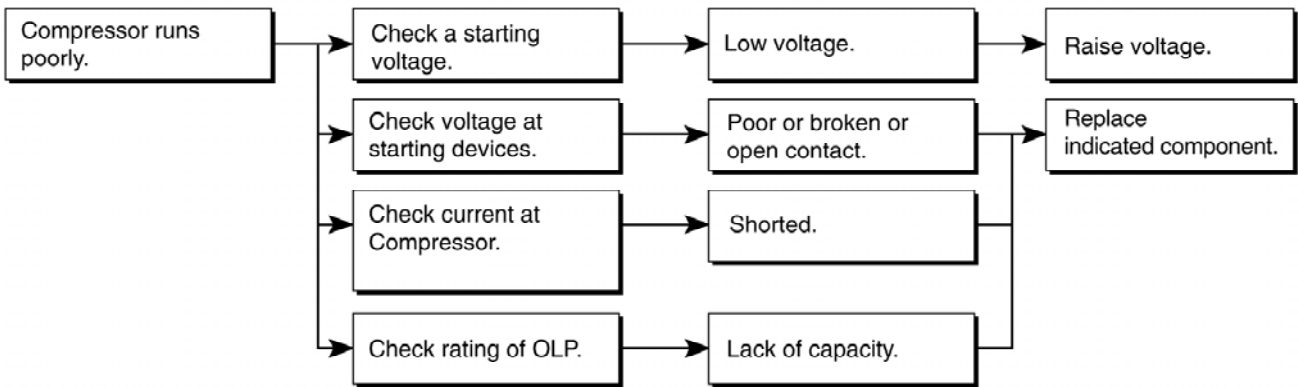 Compressor runs
poorly.
Check a starting
voltage.
Low voltage.
Raise voltage.
Check voltage at
starting devices.
Poor or broken or
open contact.
Replace
indicated component.
Check current at
Compressor.
Shorted.
Check rating of OLP.
Lack of capacity.